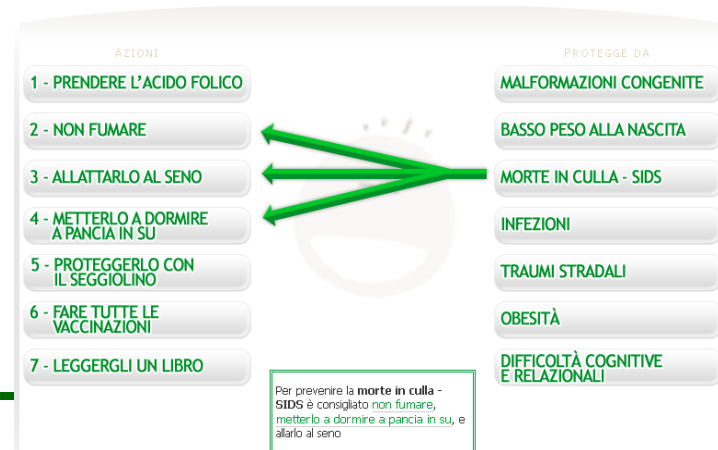 AZIONI
PROTEGGE DA
1 - PRENDERE L'ACIDO FOLICO
MALFORMAZIONI CONGENITE
2 - NON FUMARE
BASSO PESO ALLA NASCITA
3 - ALLATTARLO AL SENO
MORTE IN CULLA - SIDS
4 - METTERLO A DORMIRE
A PANCIA IN SU
INFEZIONI
5 - PROTEGGERLO CON
IL SEGGIOLINO
TRAUMI STRADALI
6 - FARE TUTTE LE
VACCINAZIONI
OBESITÀ
7 - LEGGERGLI UN LIBRO
DIFFICOLTÀ COGNITIVE
E RELAZIONALI
Per prevenire la morte in culla -
SIDS è consigliato non fumare,
metterlo a dormire a pancia in su, e
allarlo al seno